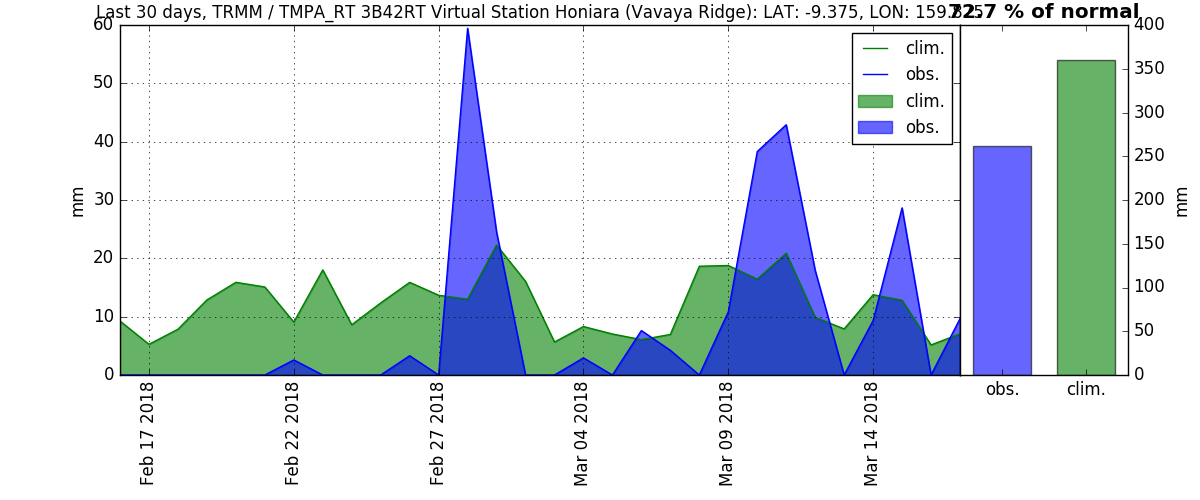 Last 30 days, TRMM / TMPA_RT 3B42RT Virtual Station Honiara (Vavaya Ridge): LAT: -9.375, LON:
72.7 % of normal
60
50
40
30
20
10
0
mm
clim.
obs.
clim.
obs.
Feb 17 2018
Feb 22 2018
Feb 27 2018
Mar 04 2018
Mar 09 2018
Mar 14 2018
400
350
300
250
200
150
100
50
0
mm
obs.
clim.